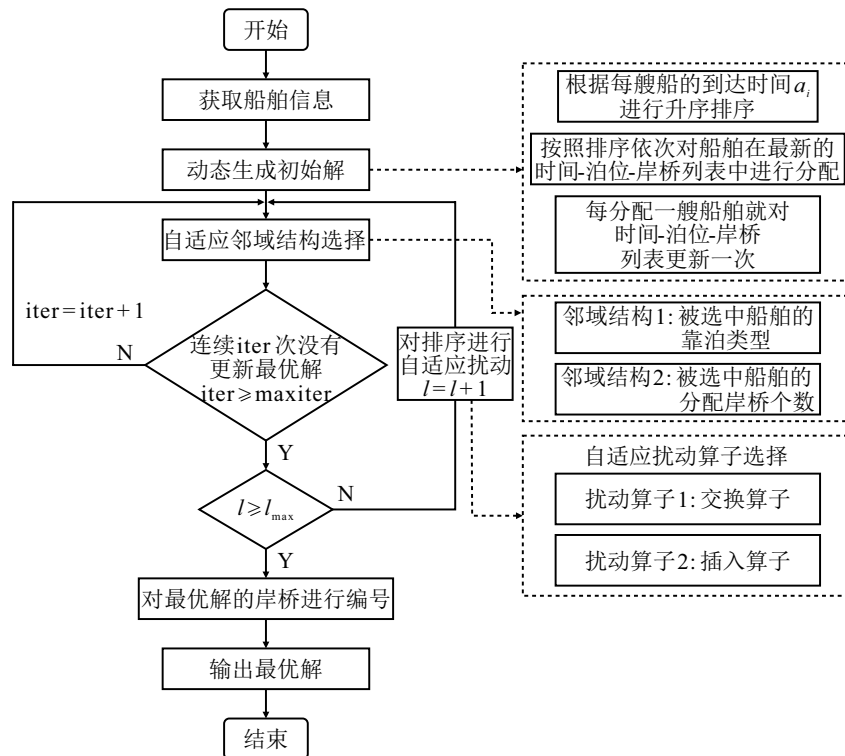 开始
获取船舶信息
动态生成初始解
自适应邻域结构选择
iter=iter+1
N
连续iter次没有
更新最优解
iter≥maxiter
Y
对排序进行
自适应扰动
l=l+1
N
l≥lmax
Y
对最优解的岸桥进行编号
输出最优解
结束
根据每艘船的到达时间ai
进行升序排序
按照排序依次对船舶在最新的
时间-泊位-岸桥列表中进行分配
每分配一艘船舶就对
时间-泊位-岸桥
列表更新一次
邻域结构1:被选中船舶的
靠泊类型
邻域结构2:被选中船舶的
分配岸桥个数
自适应扰动算子选择
扰动算子1:交换算子
扰动算子2:插入算子